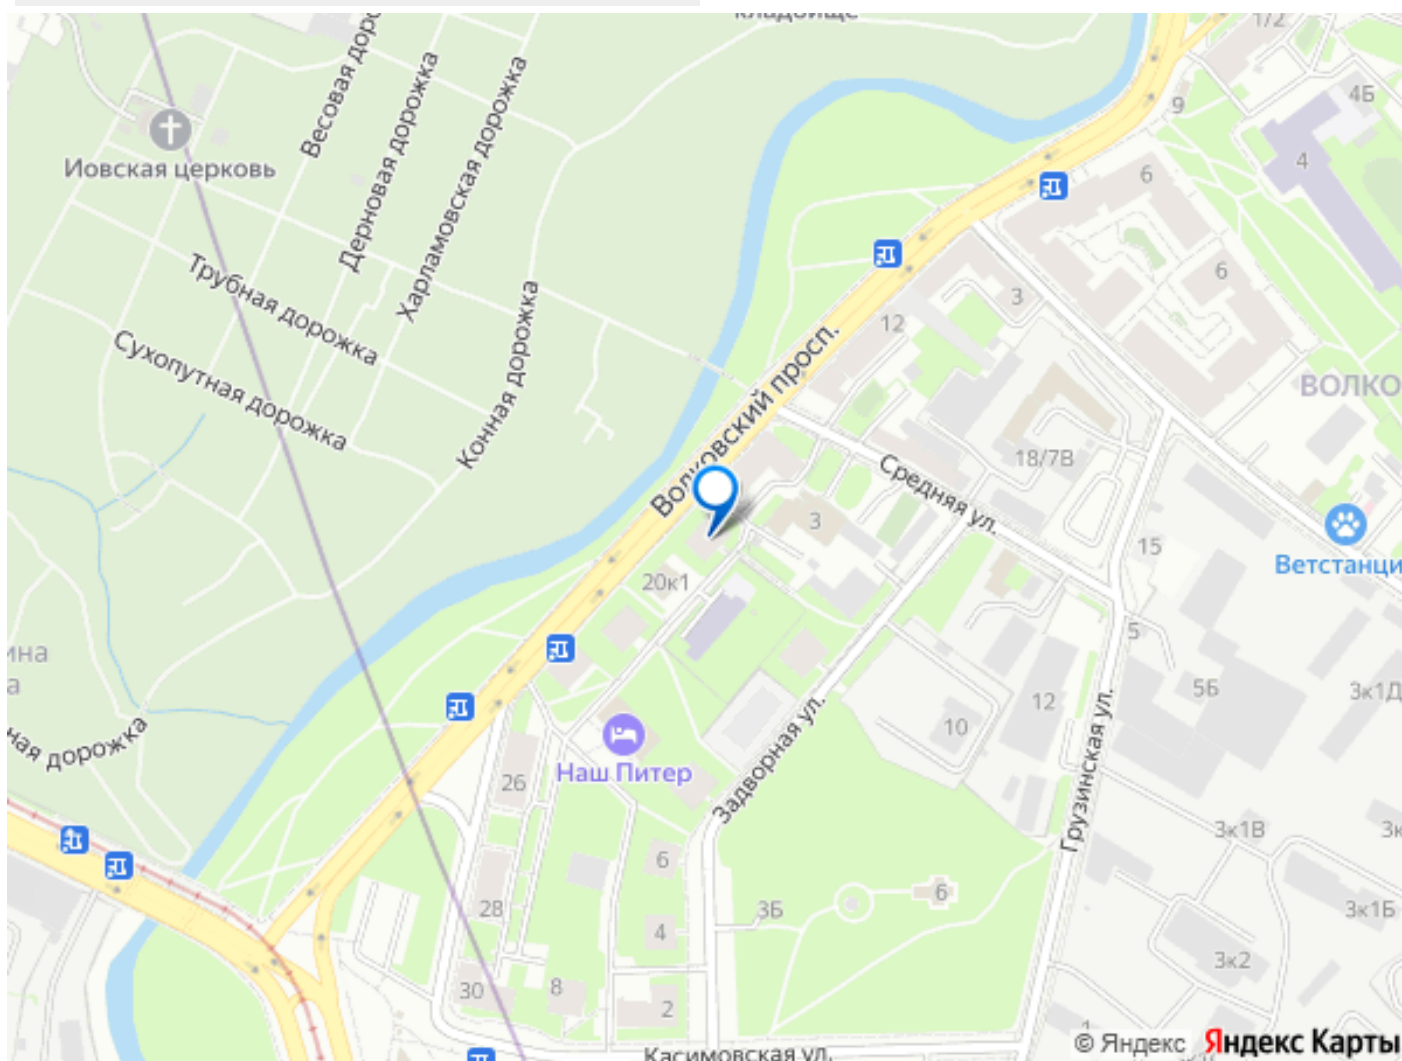 кладбище
1/2
Весовая доро
4Б
9
Дерновая дорожка
Харламовская дорожка
Иовская церковь
4
6
Трубная дорожка
6
3
12
Сухопутная дорожка
Конная дорожка
Волковский просп.
ВОЛКО
18/7В
Средняя ул.
3
15
Ветстанци
20к1
5
ина
а
5Б
3к1Д
12
10
ная дорожка
Наш Питер
26
Задворная ул.
Грузинская ул.
3к1В
3к
6
6
28
3Б
3к1Б
4
3к2
30
8
2
1
© Яндекс Яндекс Карты
Касимовская ул.